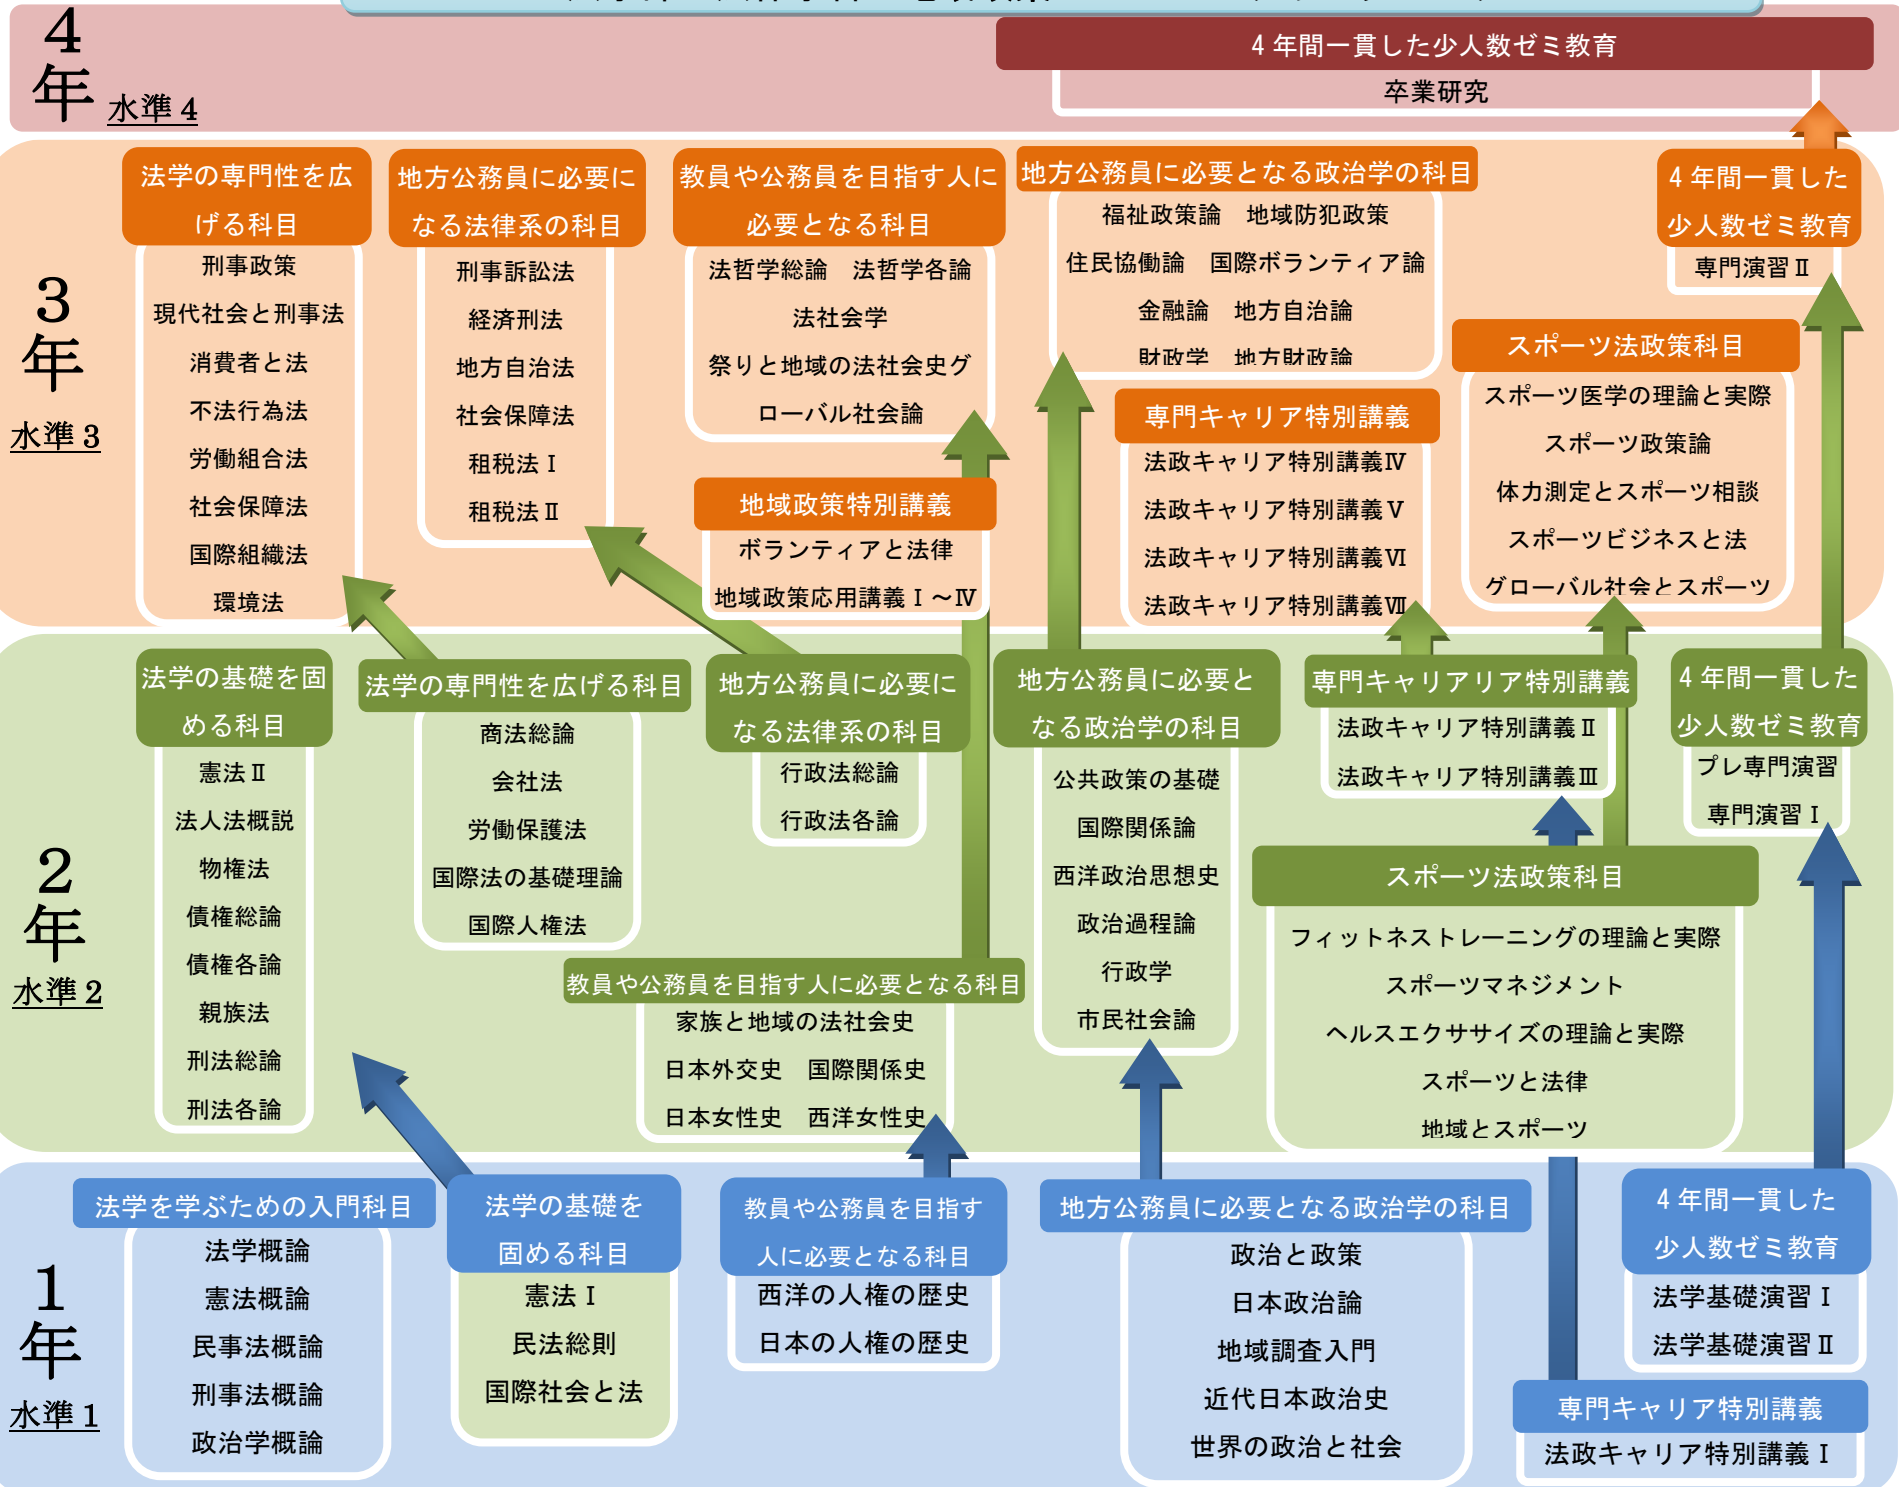 4年 水準4
4年間一貫した少人数ゼミ教育
卒業研究
3年
水準3
法学の専門性を広
げる科目
刑事政策
現代社会と刑事法
消費者と法
不法行為法
労働組合法
社会保障法
国際組織法
環境法
地方公務員に必要に
なる法律系の科目
刑事訴訟法
経済刑法
地方自治法
社会保障法
租税法Ⅰ
租税法Ⅱ
教員や公務員を目指す人に
必要となる科目
法哲学総論 法哲学各論
法社会学
祭りと地域の法社会史グ
ローバル社会論
地域政策特別講義
ボランティアと法律
地域政策応用講義Ⅰ～Ⅳ
地方公務員に必要となる政治学の科目
福祉政策論 地域防犯政策
住民協働論 国際ボランティア論
金融論 地方自治論
財政学 地方財政論
専門キャリア特別講義
法政キャリア特別講義Ⅳ
法政キャリア特別講義Ⅴ
法政キャリア特別講義Ⅵ
法政キャリア特別講義Ⅶ
4年間一貫した
少人数ゼミ教育
専門演習Ⅱ
スポーツ法政策科目
スポーツ医学の理論と実際
スポーツ政策論
体力測定とスポーツ相談
スポーツビジネスと法
グローバル社会とスポーツ
2年
水準2
法学の基礎を固
める科目
憲法Ⅱ
法人法概説
物権法
債権総論
債権各論
親族法
刑法総論
刑法各論
法学の専門性を広げる科目
商法総論
会社法
労働保護法
国際法の基礎理論
国際人権法
地方公務員に必要に
なる法律系の科目
行政法総論
行政法各論
教員や公務員を目指す人に必要となる科目
家族と地域の法社会史
日本外交史 国際関係史
日本女性史 西洋女性史
地方公務員に必要と
なる政治学の科目
公共政策の基礎
国際関係論
西洋政治思想史
政治過程論
行政学
市民社会論
専門キャリアリア特別講義
法政キャリア特別講義Ⅱ
法政キャリア特別講義Ⅲ
4年間一貫した
少人数ゼミ教育
プレ専門演習
専門演習Ⅰ
スポーツ法政策科目
フィットネストレーニングの理論と実際
スポーツマネジメント
ヘルスエクササイズの理論と実際
スポーツと法律
地域とスポーツ
1年
水準1
法学を学ぶための入門科目
法学概論
憲法概論
民事法概論
刑事法概論
政治学概論
法学の基礎を
固める科目
憲法Ⅰ
民法総則
国際社会と法
教員や公務員を目指す
人に必要となる科目
西洋の人権の歴史
日本の人権の歴史
地方公務員に必要となる政治学の科目
政治と政策
日本政治論
地域調査入門
近代日本政治史
世界の政治と社会
4年間一貫した
少人数ゼミ教育
法学基礎演習Ⅰ
法学基礎演習Ⅱ
専門キャリア特別講義
法政キャリア特別講義Ⅰ